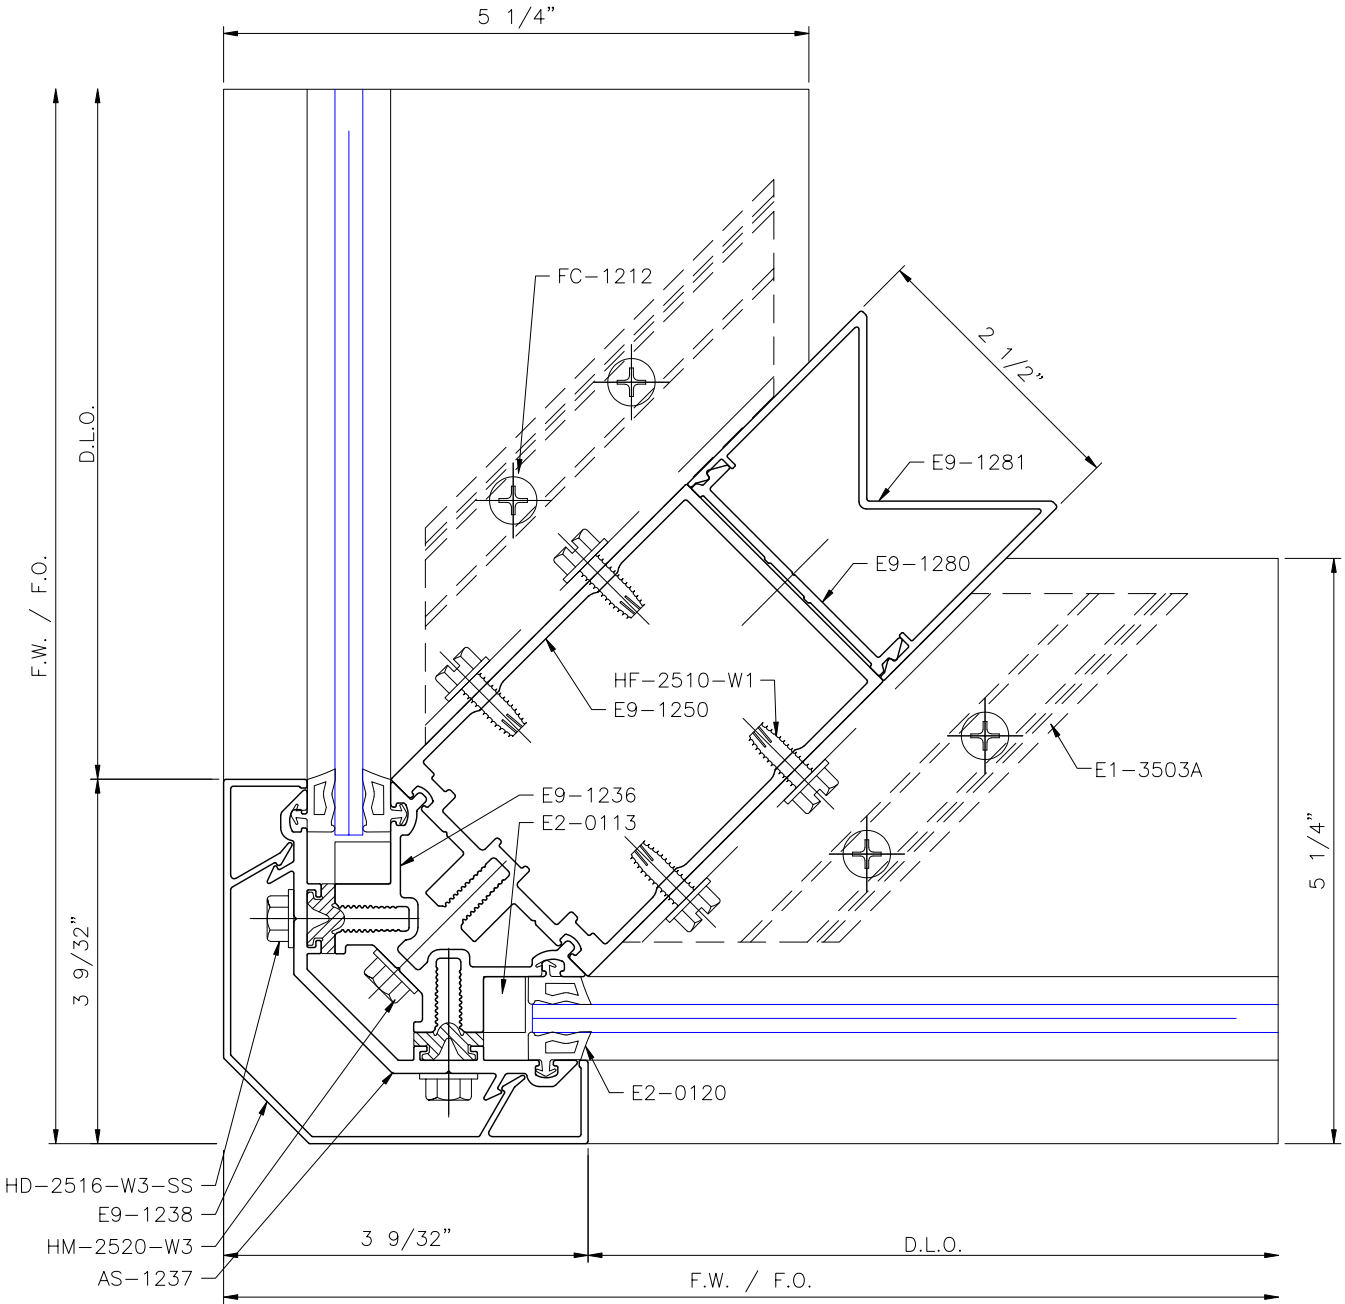 5 1/4”
FC-1212
2 1/2”
D.L.O.
E9-1281
F.W. / F.O.
E9-1280
HF-2510-W1
E9-1250
E1-3503A
E9-1236
E2-0113
5 1/4”
3 9/32”
E2-0120
HD-2516-W3-SS
E9-1238
HM-2520-W3
AS-1237
3 9/32”
D.L.O.
F.W. / F.O.